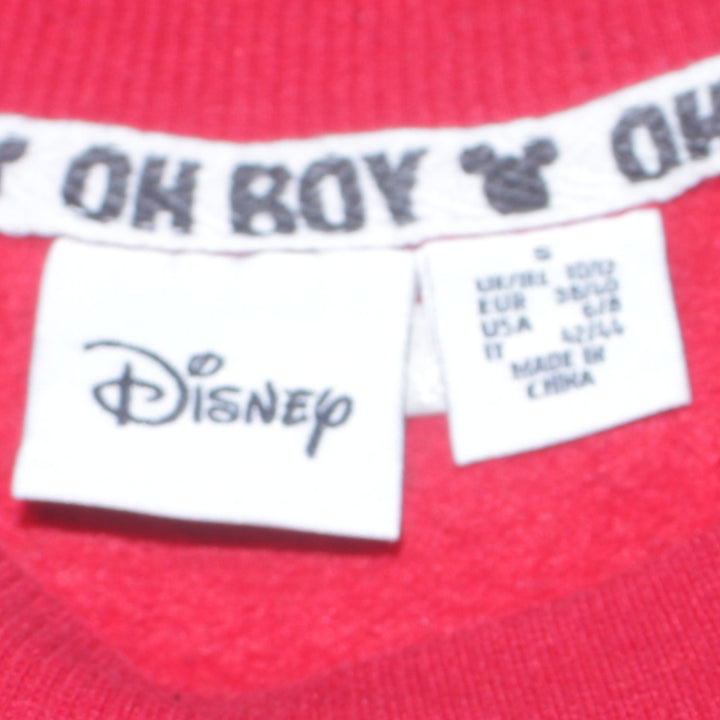 OH BOY OH
DISNEY
S
UK/IRL 10/12
EUR 38/40
USA 6/8
IT 42/44
MADE IN
CHINA